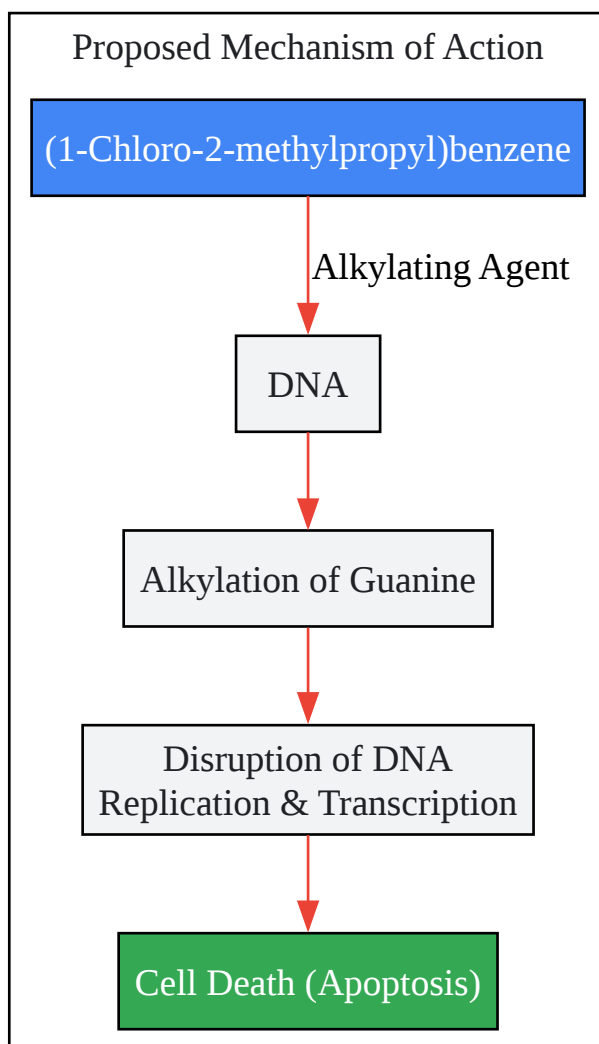 Proposed Mechanism of Action
(1-Chloro-2-methylpropyl)benzene
Alkylating Agent
DNA
Alkylation of Guanine
Disruption of DNA
Replication & Transcription
Cell Death (Apoptosis)